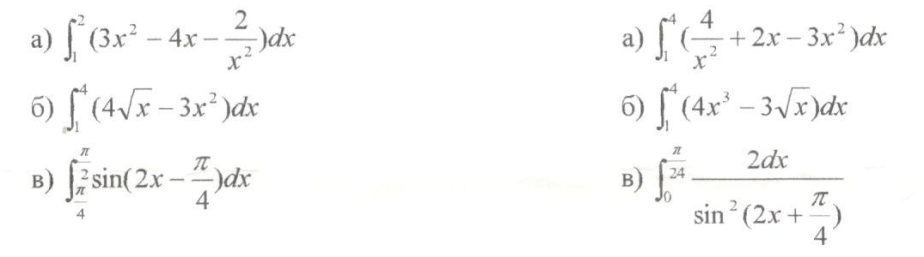 а) ∫₁² (3x² – 4x – 2/x²)dx
а) ∫₁⁴ (4/x² + 2x – 3x²)dx
б) ∫₁⁴ (4√x – 3x²)dx
б) ∫₁⁴ (4x³ – 3√x)dx
в) ∫_{π/4}^{π/2} sin(2x – π/4)dx
в) ∫₀^{π/24} 2dx / sin²(2x + π/4)